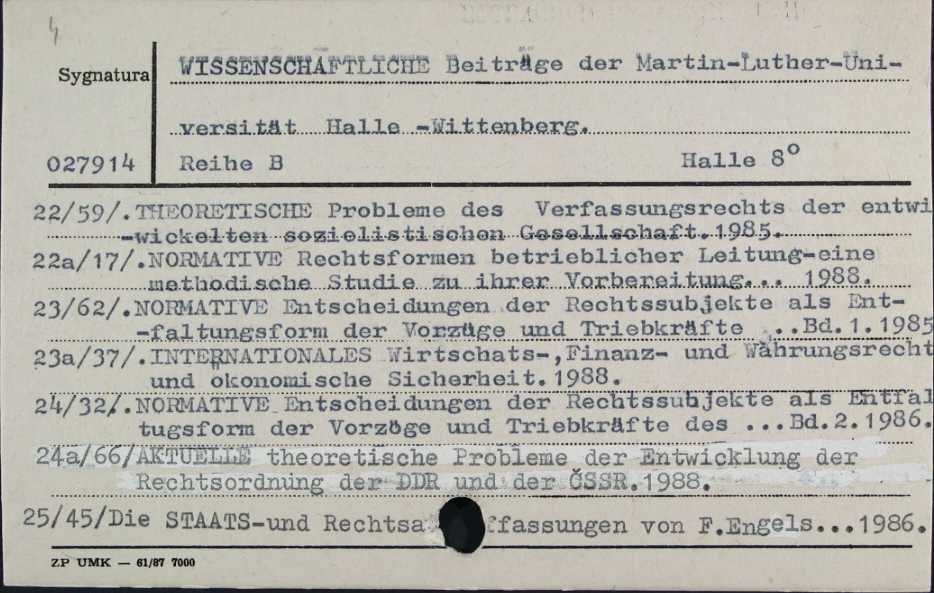 4
Sygnatura
WISSENSCHAFTLICHE Beiträge der Martin-Luther-Uni-
versität Halle -Wittenberg.
027914 Reihe B Halle 8°
22/59/.THEORETISCHE Probleme des Verfassungsrechts der entwi
-wickelten sozielistischen Gesellschaft.1985.
22a/17/.NORMATIVE Rechtsformen betrieblicher Leitung-eine
methodische Studie zu ihrer Vorbereitung... 1988.
23/62/.NORMATIVE Entscheidungen der Rechtssubjekte als Ent-
-faltungsform der Vorzüge und Triebkräfte ...Bd.1.1985
23a/37/.INTERNATIONALES Wirtschats-,Finanz- und Währungsrecht
und ökonomische Sicherheit.1988.
24/32/.NORMATIVE Entscheidungen der Rechtssubjekte als Entfal
tugsform der Vorzöge und Triebkräfte des ...Bd.2.1986.
24a/66/AKTUELLE theoretische Probleme der Entwicklung der
Rechtsordnung der DDR und der ČSSR.1988.
25/45/Die STAATS-und Rechtsa ffassungen von F.Engels...1986.
ZP UMK — 61/87 7000